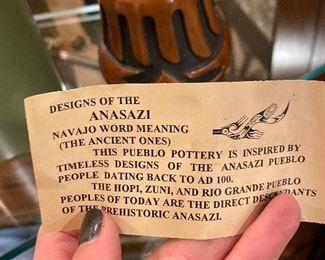 DESIGNS OF THE
ANASAZI
NAVAJO WORD MEANING
(THE ANCIENT ONES)
THIS PUEBLO POTTERY IS INSPIRED BY
TIMELESS DESIGNS OF THE ANASAZI PUEBLO
PEOPLE DATING BACK TO AD 100.
THE HOPI, ZUNI, AND RIO GRANDE PUEBLO
PEOPLES OF TODAY ARE THE DIRECT DESCENDANTS
OF THE PREHISTORIC ANASAZI.